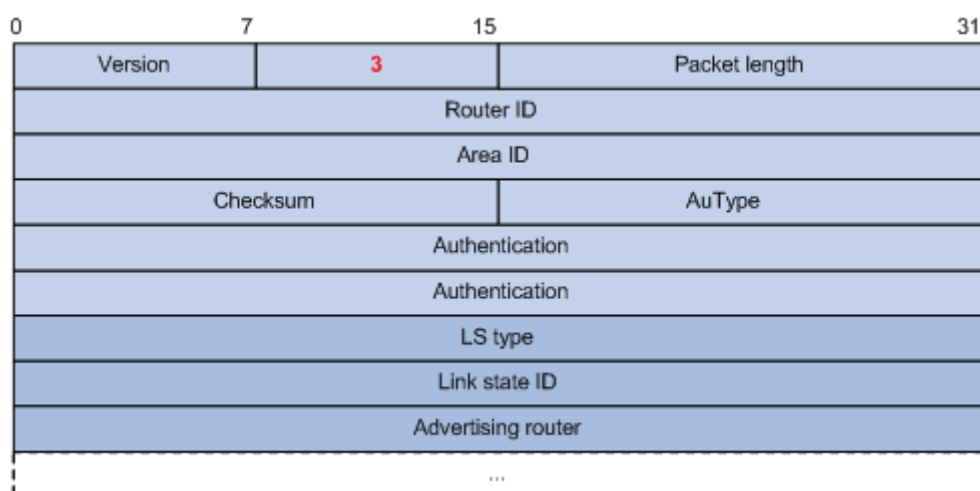 0 7 15 31
Version 3 Packet length
Router ID
Area ID
Checksum AuType
Authentication
Authentication
LS type
Link state ID
Advertising router
...